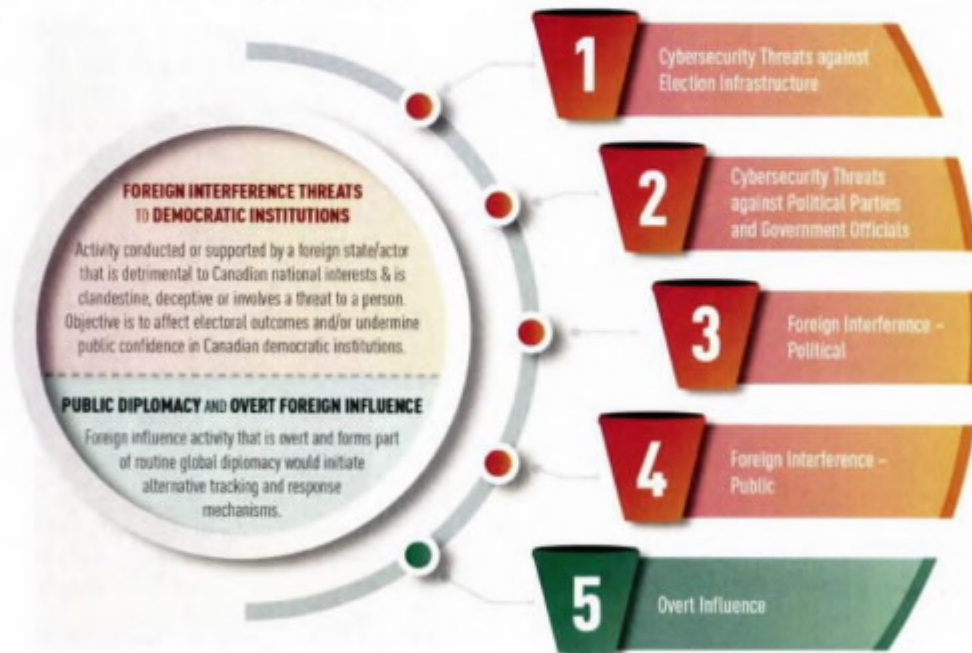 FOREIGN INTERFERENCE THREATS
TO DEMOCRATIC INSTITUTIONS
Activity conducted or supported by a foreign state/actor
that is detrimental to Canadian national interests & is
clandestine, deceptive or involves a threat to a person.
Objective is to affect electoral outcomes and/or undermine
public confidence in Canadian democratic institutions.
PUBLIC DIPLOMACY AND OVERT FOREIGN INFLUENCE
Foreign influence activity that is overt and forms part
of routine global diplomacy would initiate
alternative tracking and response
mechanisms.
1
Cybersecurity Threats against
Election Infrastructure
2
Cybersecurity Threats
against Political Parties
and Government Officials
3
Foreign Interference –
Political
4
Foreign Interference –
Public
5
Overt Influence